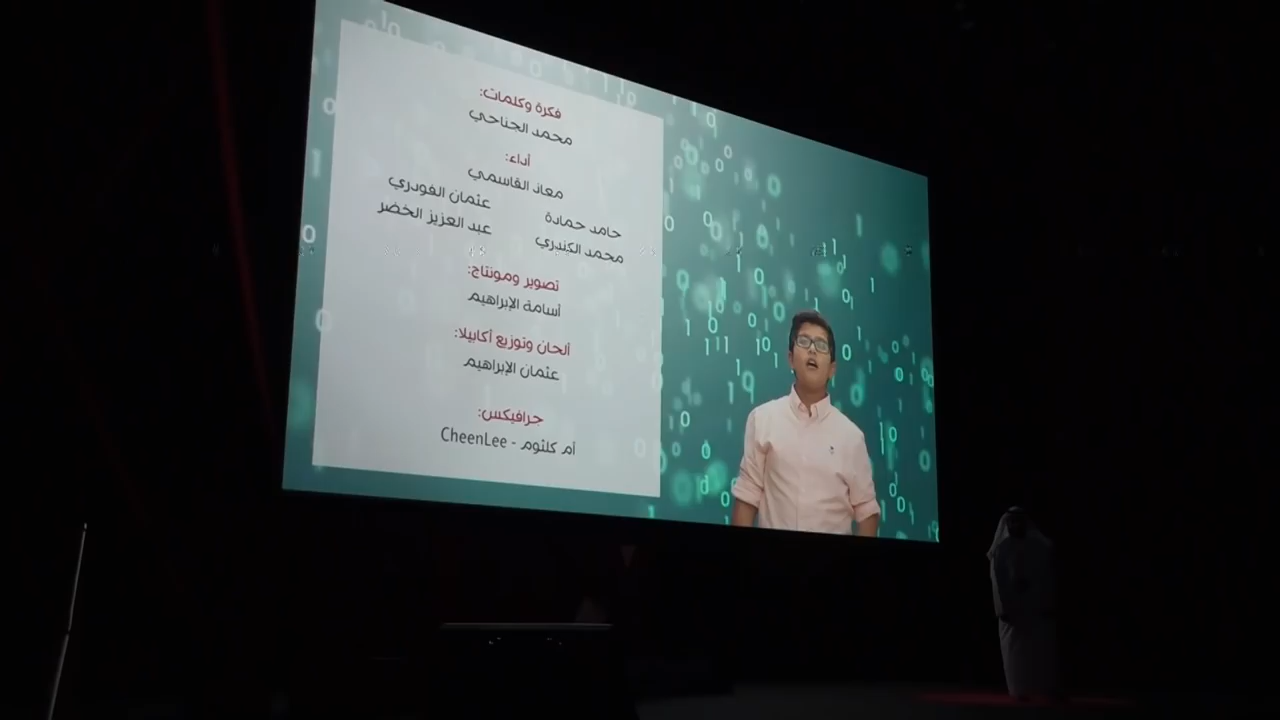 فكرة وكلمات:
محمد الجناحي
أداء:
معاذ القاسمي
حامد حمادة
عثمان الفودري
محمد الكندري
عبد العزيز الخضر
تصوير ومونتاج:
أسامة الإبراهيم
ألحان وتوزيع أكابيلا:
عثمان الإبراهيم
جرافيكس:
أم كلثوم - CheenLee